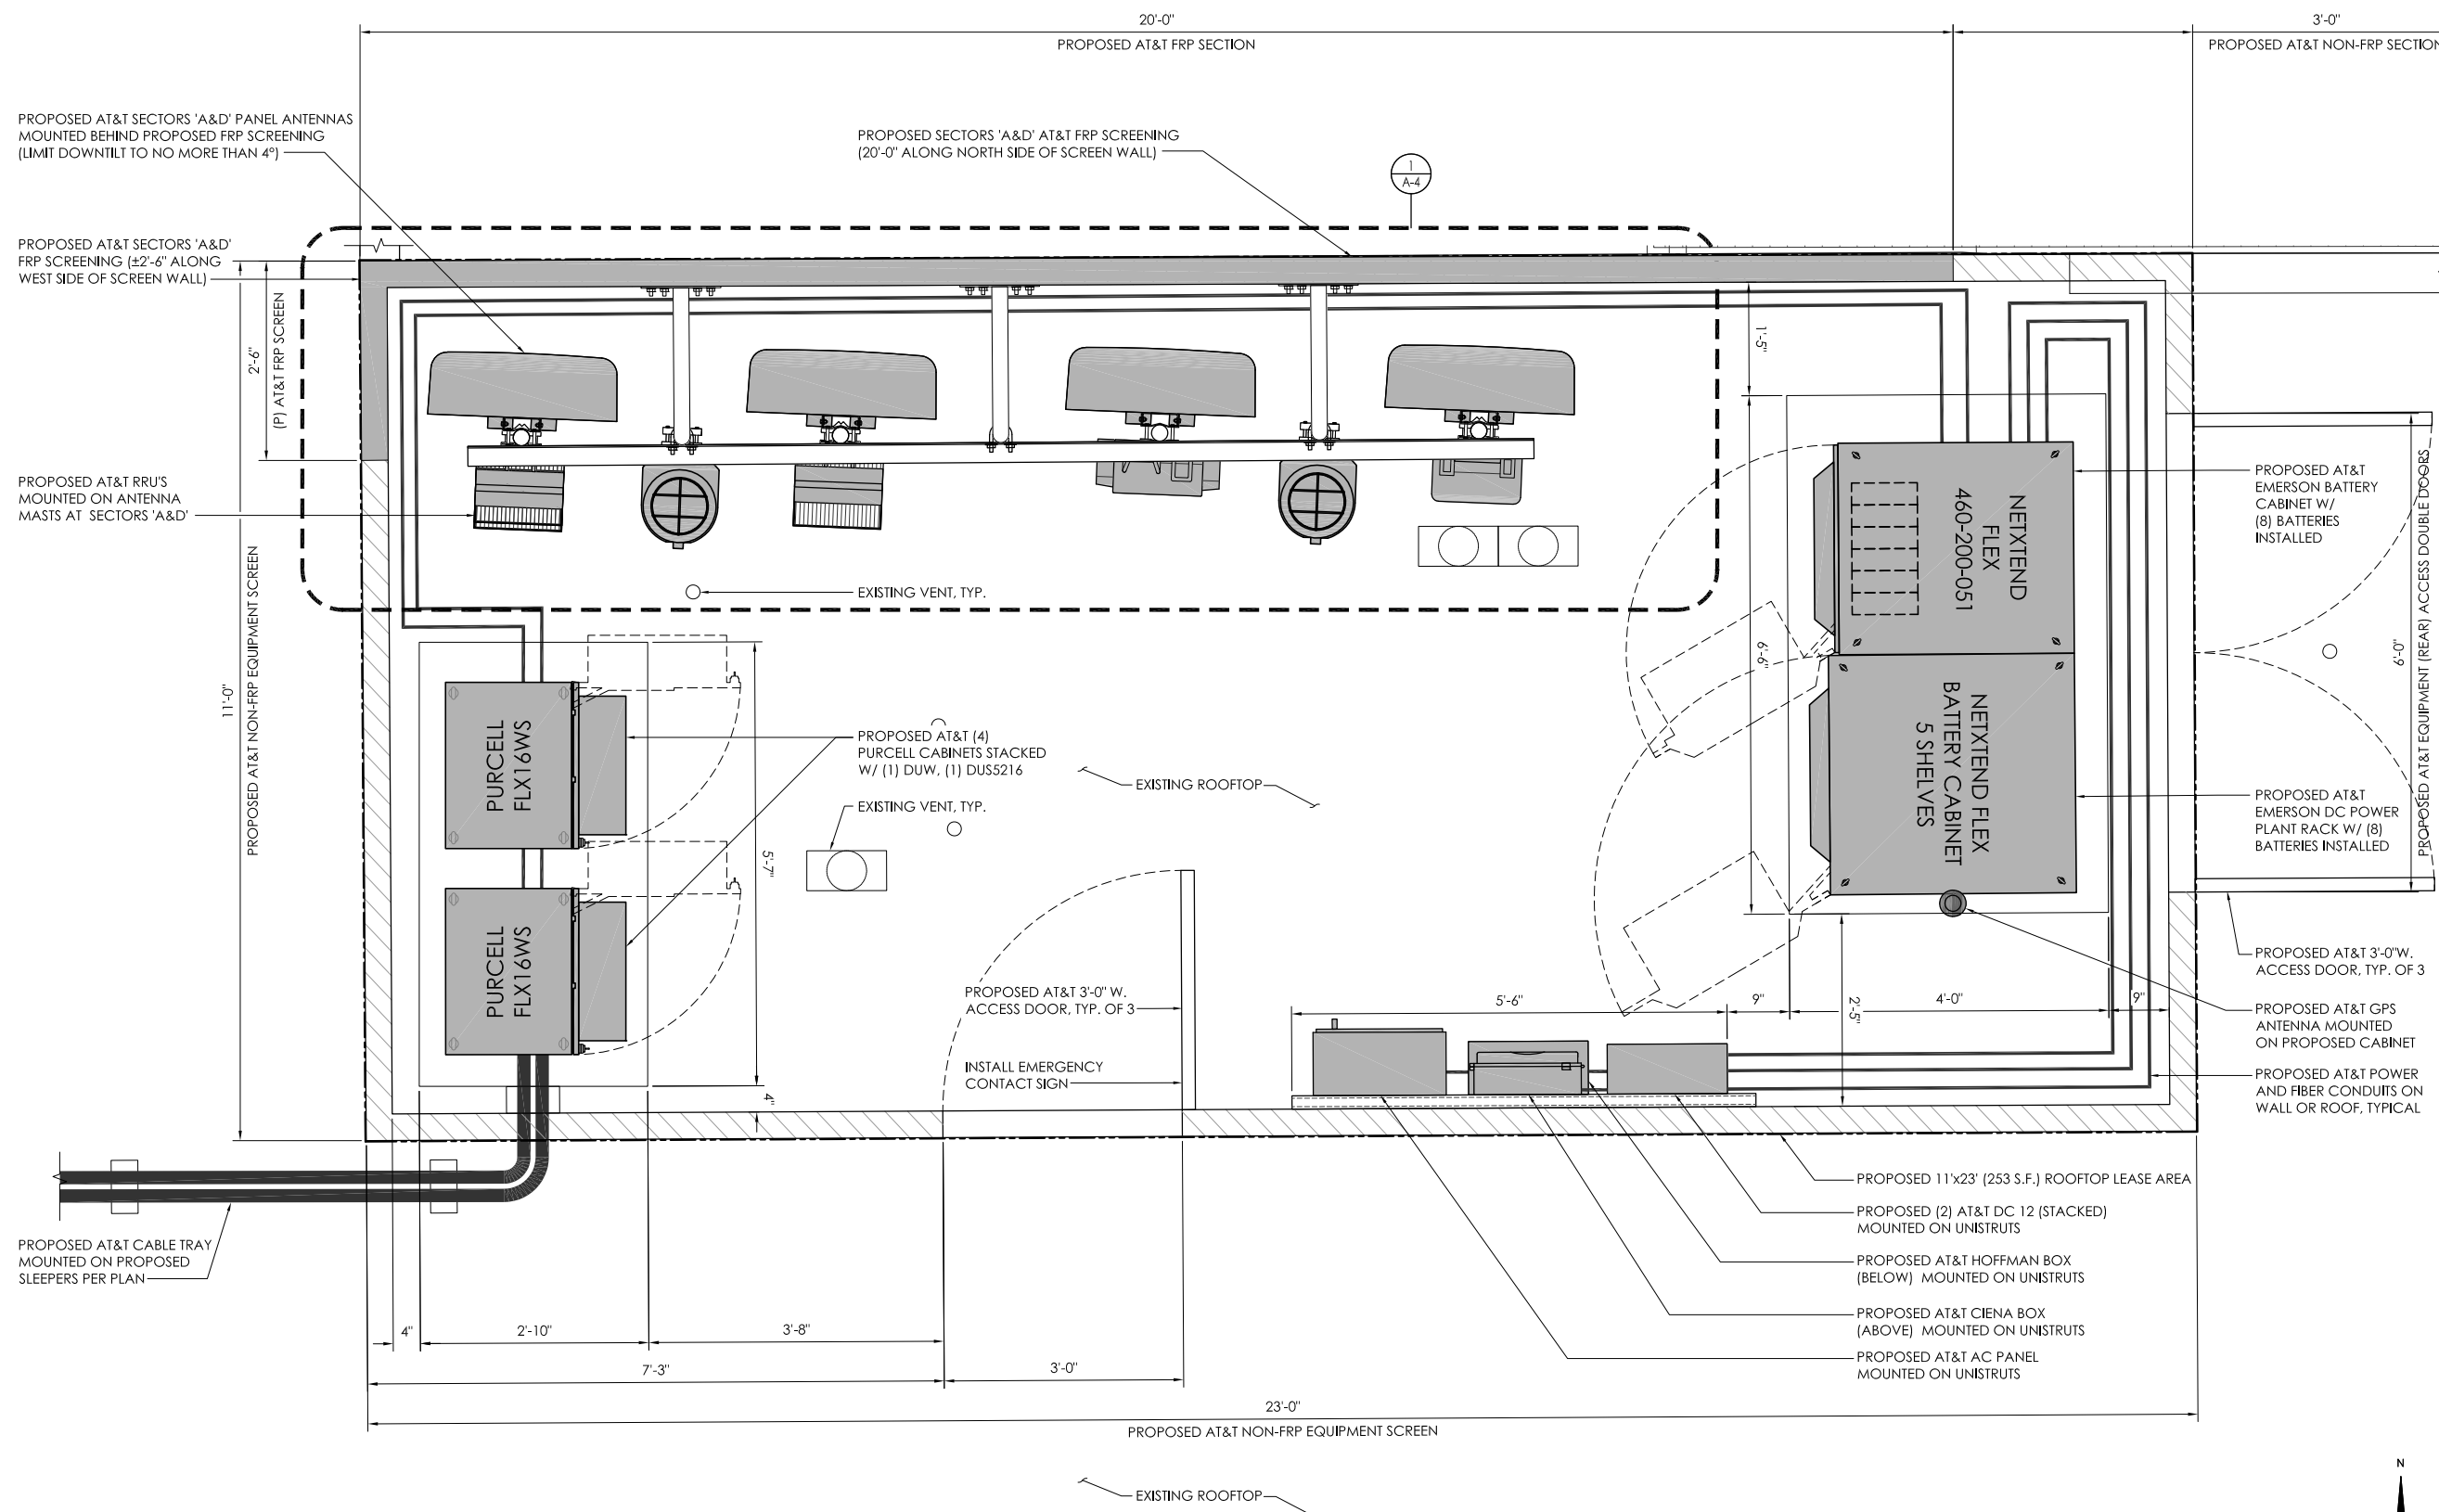 20'-0"
PROPOSED AT&T FRP SECTION
3'-0"
PROPOSED AT&T NON-FRP SECTION
PROPOSED AT&T SECTORS 'A&D' PANEL ANTENNAS
MOUNTED BEHIND PROPOSED FRP SCREENING
(LIMIT DOWNTILT TO NO MORE THAN 4°)
PROPOSED SECTORS 'A&D' AT&T FRP SCREENING
(20'-0" ALONG NORTH SIDE OF SCREEN WALL)
1
A-4
PROPOSED AT&T SECTORS 'A&D'
FRP SCREENING (±2'-6" ALONG
WEST SIDE OF SCREEN WALL)
2'-6"
(P) AT&T FRP SCREEN
1'-5"
PROPOSED AT&T RRU'S
MOUNTED ON ANTENNA
MASTS AT SECTORS 'A&D'
11'-0"
PROPOSED AT&T NON-FRP EQUIPMENT SCREEN
EXISTING VENT, TYP.
NETXTEND
FLEX
460-200-051
6'-6"
PROPOSED AT&T
EMERSON BATTERY
CABINET W/
(8) BATTERIES
INSTALLED
6'-0"
PROPOSED AT&T EQUIPMENT (REAR) ACCESS DOUBLE DOORS
PURCELL
FLX16WS
PROPOSED AT&T (4)
PURCELL CABINETS STACKED
W/ (1) DUW, (1) DUS5216
EXISTING VENT, TYP.
EXISTING ROOFTOP
5'-7"
NETXTEND FLEX
BATTERY CABINET
5 SHELVES
PROPOSED AT&T
EMERSON DC POWER
PLANT RACK W/ (8)
BATTERIES INSTALLED
PURCELL
FLX16WS
PROPOSED AT&T 3'-0" W.
ACCESS DOOR, TYP. OF 3
INSTALL EMERGENCY
CONTACT SIGN
4"
5'-6"
9"
2'-5"
4'-0"
9"
PROPOSED AT&T 3'-0"W.
ACCESS DOOR, TYP. OF 3
PROPOSED AT&T GPS
ANTENNA MOUNTED
ON PROPOSED CABINET
PROPOSED AT&T POWER
AND FIBER CONDUITS ON
WALL OR ROOF, TYPICAL
PROPOSED 11'x23' (253 S.F.) ROOFTOP LEASE AREA
PROPOSED (2) AT&T DC 12 (STACKED)
MOUNTED ON UNISTRUTS
PROPOSED AT&T HOFFMAN BOX
(BELOW) MOUNTED ON UNISTRUTS
PROPOSED AT&T CIENA BOX
(ABOVE) MOUNTED ON UNISTRUTS
PROPOSED AT&T AC PANEL
MOUNTED ON UNISTRUTS
PROPOSED AT&T CABLE TRAY
MOUNTED ON PROPOSED
SLEEPERS PER PLAN
4"
2'-10"
3'-8"
7'-3"
3'-0"
23'-0"
PROPOSED AT&T NON-FRP EQUIPMENT SCREEN
EXISTING ROOFTOP
N